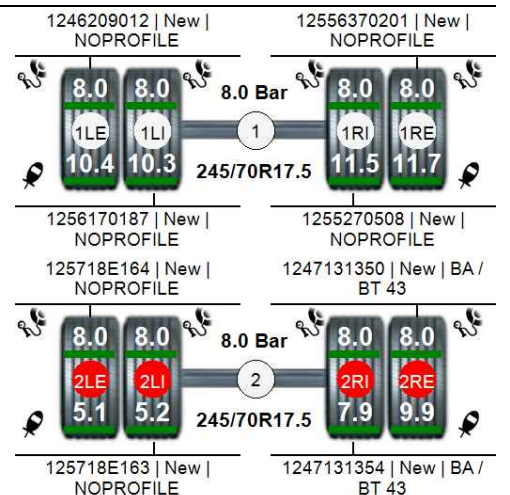 1246209012 | New |
NOPROFILE
12556370201 | New |
NOPROFILE
8.0 8.0 8.0 Bar 8.0 8.0
1LE 1LI 1 1RI 1RE
10.4 10.3 245/70R17.5 11.5 11.7
1256170187 | New |
NOPROFILE
1255270508 | New |
NOPROFILE
125718E164 | New |
NOPROFILE
1247131350 | New | BA /
BT 43
8.0 8.0 8.0 Bar 8.0 8.0
2LE 2LI 2 2RI 2RE
5.1 5.2 245/70R17.5 7.9 9.9
125718E163 | New |
NOPROFILE
1247131354 | New | BA /
BT 43